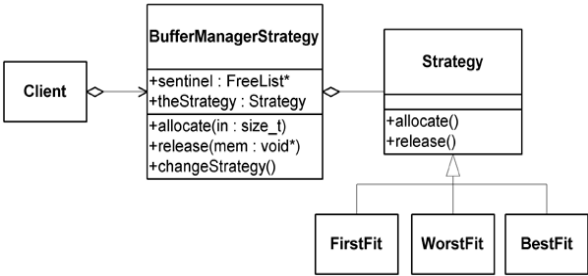 Client
BufferManagerStrategy
+sentinel : FreeList*
+theStrategy : Strategy
+allocate(in : size_t)
+release(mem : void*)
+changeStrategy()
Strategy
+allocate()
+release()
FirstFit
WorstFit
BestFit